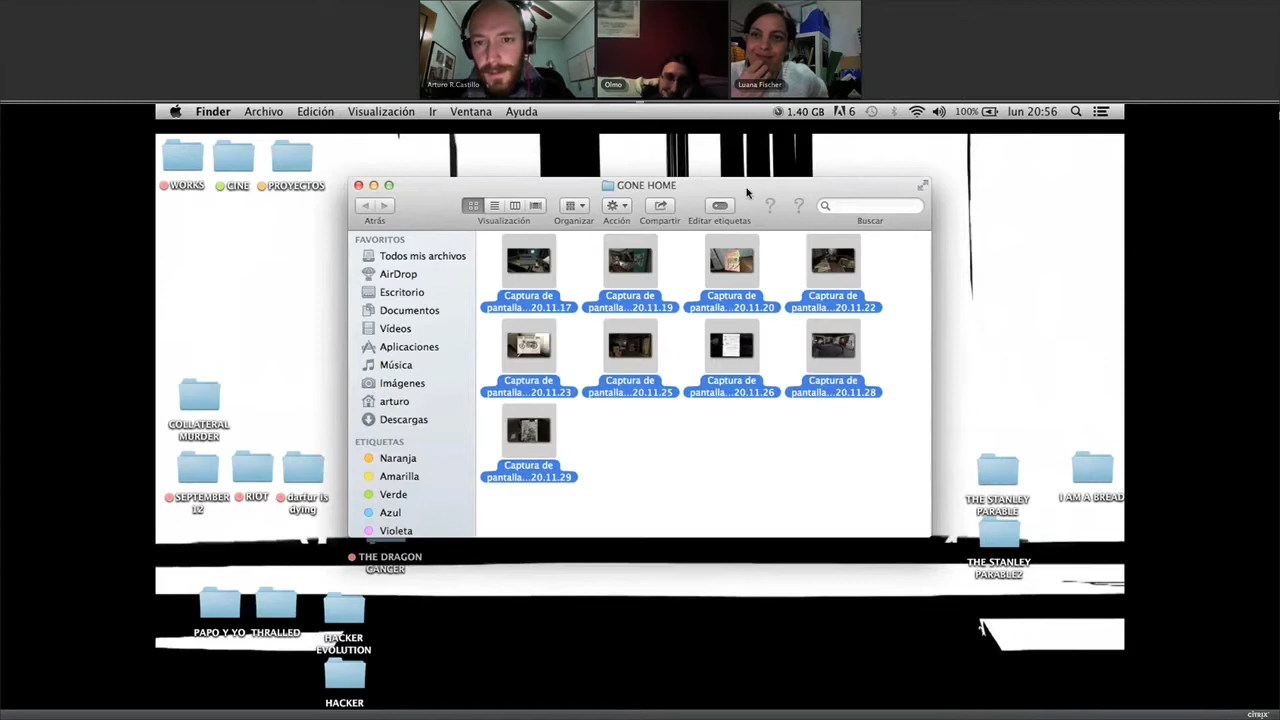 Arturo R.Castillo
Olmo
Luana Fischer
Finder Archivo Edición Visualización Ir Ventana Ayuda
1.40 GB 6 100% lun 20:56
WORKS CINE PROYECTOS
GONE HOME
Atrás Visualización Organizar Acción Compartir Editar etiquetas Buscar
FAVORITOS
Todos mis archivos
AirDrop
Escritorio
Documentos
Vídeos
Aplicaciones
Música
Imágenes
arturo
Descargas
ETIQUETAS
Naranja
Amarilla
Verde
Azul
Violeta
Captura de
pantalla...20.11.17
Captura de
pantalla...20.11.19
Captura de
pantalla...20.11.20
Captura de
pantalla...20.11.22
Captura de
pantalla...20.11.23
Captura de
pantalla...20.11.25
Captura de
pantalla...20.11.26
Captura de
pantalla...20.11.28
Captura de
pantalla...20.11.29
COLLATERAL
MURDER
SEPTEMBER
12
RIOT
darfur is
dying
THE STANLEY
PARABLE
I AM A BREAD
THE DRAGON
CANCER
THE STANLEY
PARABLE2
PAPO Y YO
THRALLED
HACKER
EVOLUTION
HACKER
CITRIX